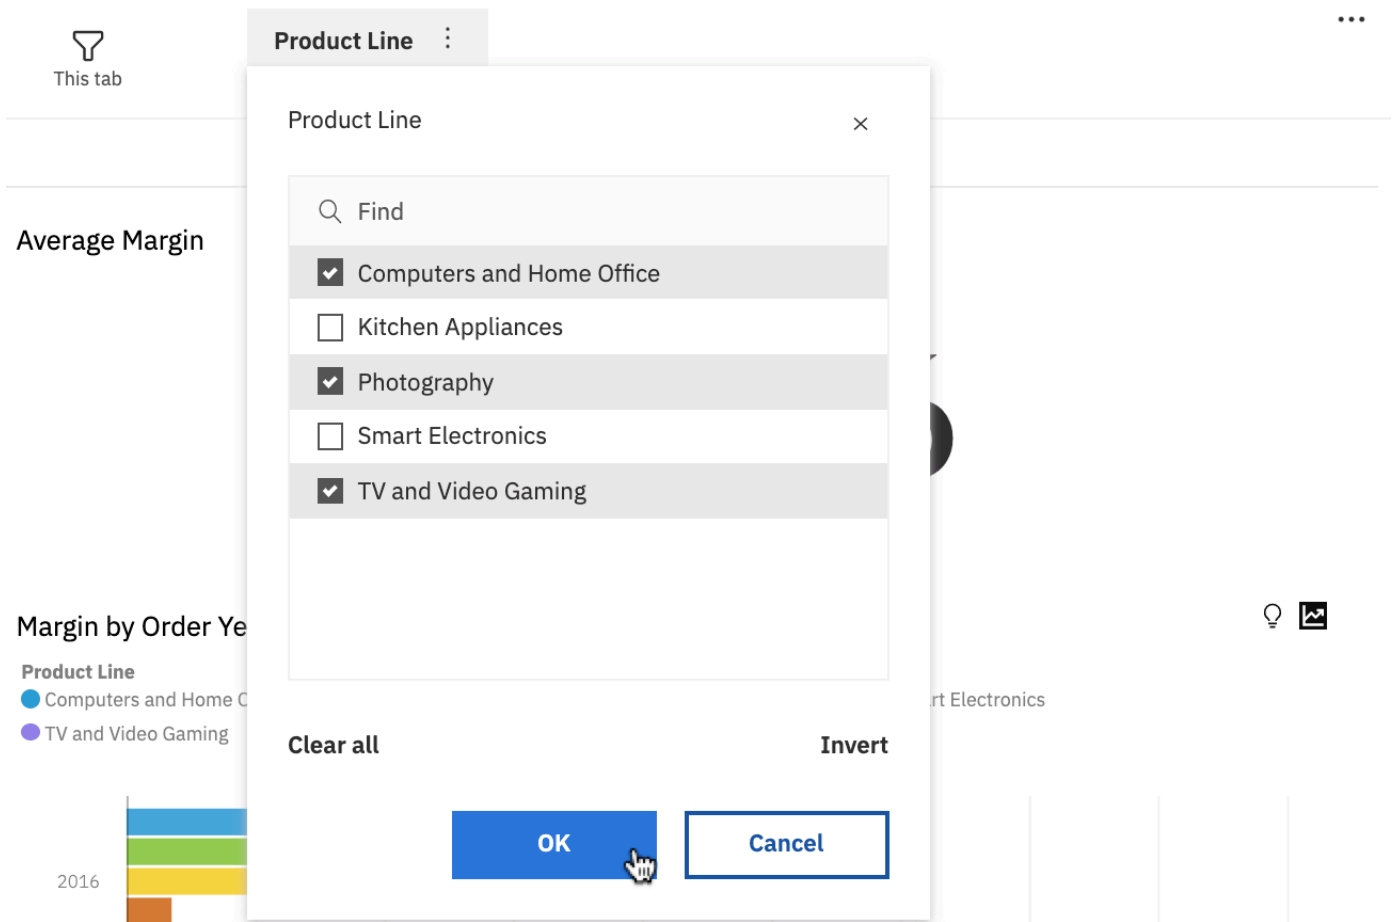 This tab
Product Line
Product Line
Find
Computers and Home Office
Kitchen Appliances
Photography
Smart Electronics
TV and Video Gaming
Clear all
Invert
OK
Cancel
Average Margin
Margin by Order
Product Line
Computers and Home
Electronics
TV and Video Gaming
2016